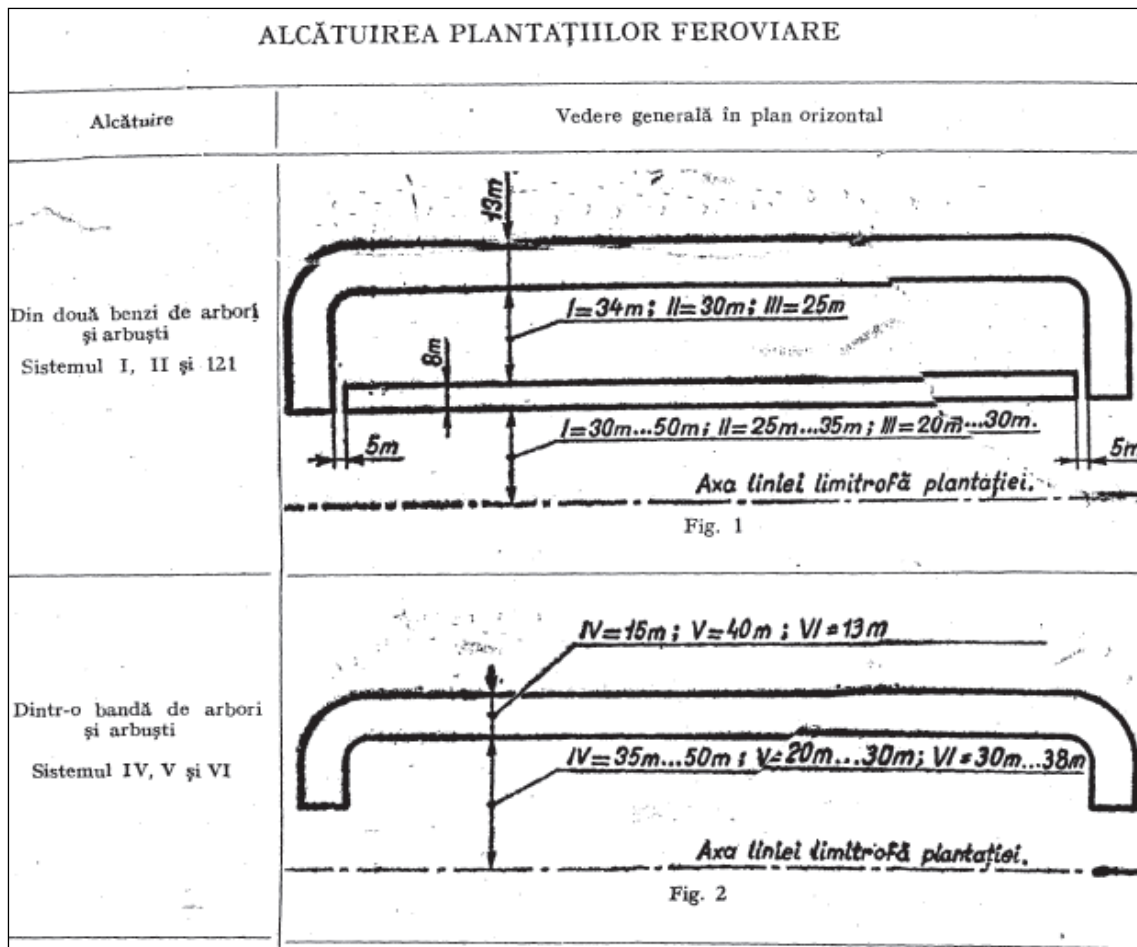 ALCĂTUIREA PLANTAȚIILOR FEROVIARE
Alcătuire
Vedere generală în plan orizontal
Din două benzi de arbori
și arbuști
Sistemul I, II și 121
13m
I=34m; II=30m; III=25m
8m
I=30m...50m; II=25m...35m; III=20m...30m.
5m
5m
Axa liniei limitrofă plantației.
Fig. 1
Dintr-o bandă de arbori
și arbuști
Sistemul IV, V și VI
IV=15m; V=40m; VI=13m
IV=35m...50m; V=20m...30m; VI=30m...38m
Axa liniei limitrofă plantației.
Fig. 2